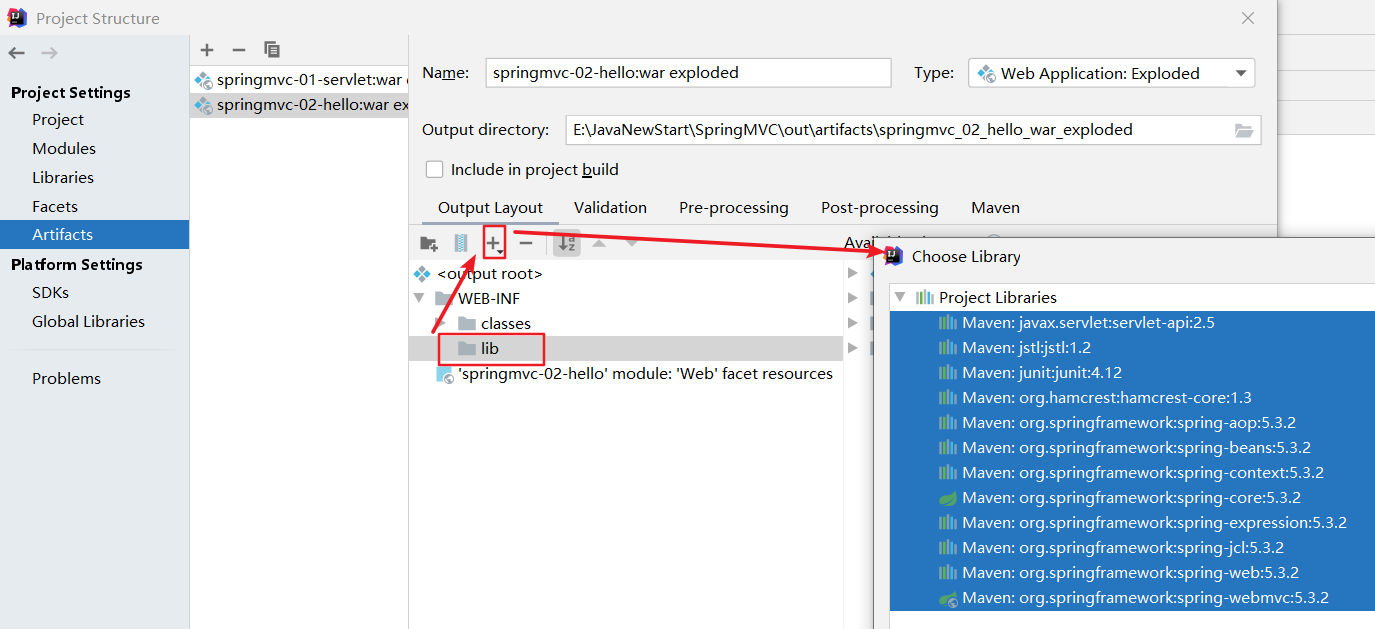 Project Structure
Project Settings
Project
Modules
Libraries
Facets
Artifacts
Platform Settings
SDKs
Global Libraries
Problems
springmvc-01-servlet:war
springmvc-02-hello:war ex
Name: springmvc-02-hello:war exploded Type: Web Application: Exploded
Output directory: E:\JavaNewStart\SpringMVC\out\artifacts\springmvc_02_hello_war_exploded
Include in project build
Output Layout Validation Pre-processing Post-processing Maven
<output root>
WEB-INF
classes
lib
'springmvc-02-hello' module: 'Web' facet resources
Choose Library
Project Libraries
Maven: javax.servlet:servlet-api:2.5
Maven: jstl:jstl:1.2
Maven: junit:junit:4.12
Maven: org.hamcrest:hamcrest-core:1.3
Maven: org.springframework:spring-aop:5.3.2
Maven: org.springframework:spring-beans:5.3.2
Maven: org.springframework:spring-context:5.3.2
Maven: org.springframework:spring-core:5.3.2
Maven: org.springframework:spring-expression:5.3.2
Maven: org.springframework:spring-jcl:5.3.2
Maven: org.springframework:spring-web:5.3.2
Maven: org.springframework:spring-webmvc:5.3.2